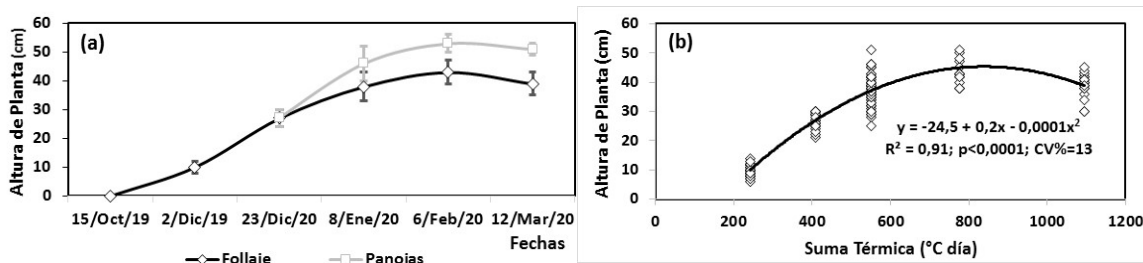 (a)
Altura de Planta (cm)
60
50
40
30
20
10
0
15/Oct/19 2/Dic/19 23/Dic/20 8/Ene/20 6/Feb/20 12/Mar/20
Fechas
Follaje Panojas
(b)
Altura de Planta (cm)
60
50
40
30
20
10
0
y = -24,5 + 0,2x - 0,0001x²
R² = 0,91; p<0,0001; CV%=13
0 200 400 600 800 1000 1200
Suma Térmica (°C día)